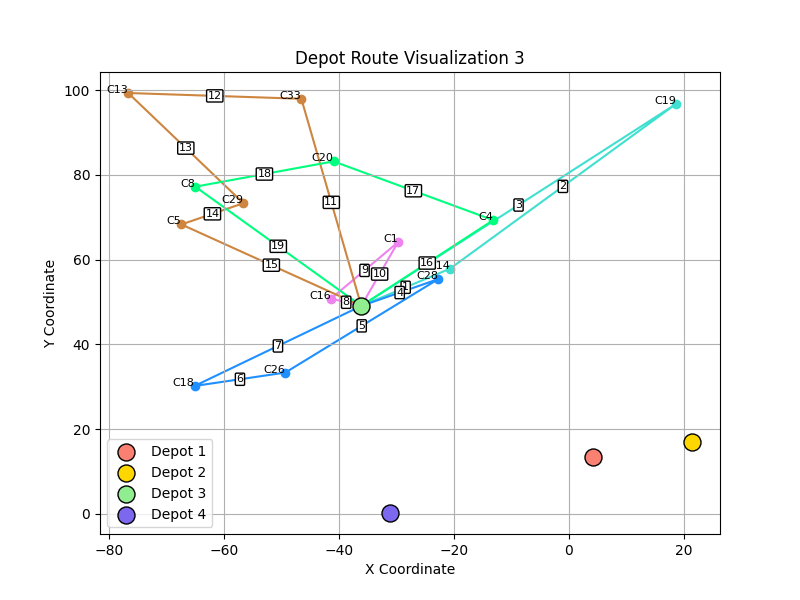 Depot Route Visualization 3
Y Coordinate
100
80
60
40
20
0
C13
12
C33
C19
13
C20
18
17
C8
C29
14
C5
11
2
3
C4
C1
19
15
9
10
16
14
C28
C16
8
1
4
5
7
C18
6
C26
Depot 1
Depot 2
Depot 3
Depot 4
−80
−60
−40
−20
0
20
X Coordinate